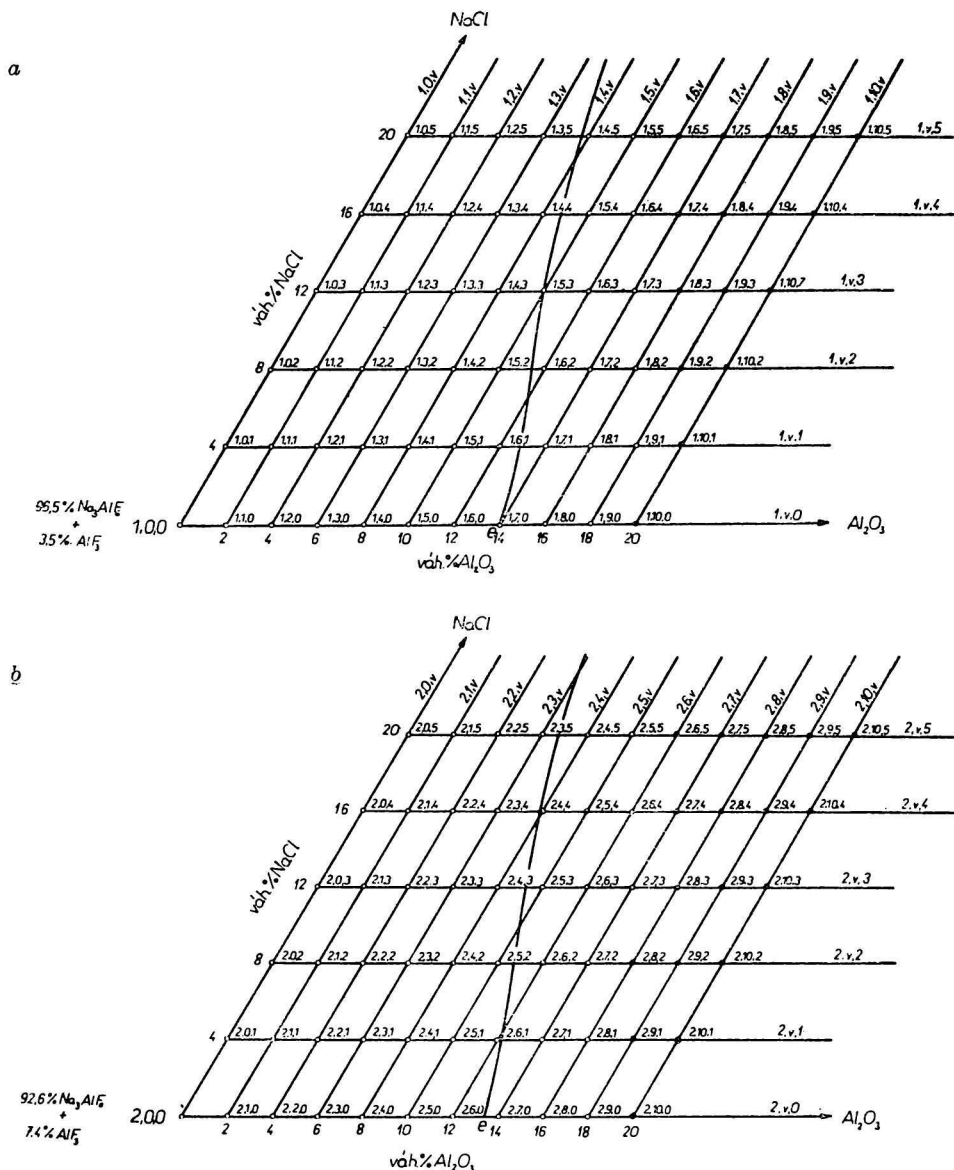 a
NaCl
1.0.v 1.1.v 1.2.v 1.3.v 1.4.v 1.5.v 1.6.v 1.7.v 1.8.v 1.9.v 1.10.v
20 1.0.5 1.1.5 1.2.5 1.3.5 1.4.5 1.5.5 1.6.5 1.7.5 1.8.5 1.9.5 1.10.5 1.v.5
16 1.0.4 1.1.4 1.2.4 1.3.4 1.4.4 1.5.4 1.6.4 1.7.4 1.8.4 1.9.4 1.10.4 1.v.4
váh.% NaCl
12 1.0.3 1.1.3 1.2.3 1.3.3 1.4.3 1.5.3 1.6.3 1.7.3 1.8.3 1.9.3 1.10.7 1.v.3
8 1.0.2 1.1.2 1.2.2 1.3.2 1.4.2 1.5.2 1.6.2 1.7.2 1.8.2 1.9.2 1.10.2 1.v.2
4 1.0.1 1.1.1 1.2.1 1.3.1 1.4.1 1.5.1 1.6.1 1.7.1 1.8.1 1.9.1 1.10.1 1.v.1
96,5% Na₃AlF₆
+
3.5% AlF₃
1.0.0 1.1.0 1.2.0 1.3.0 1.4.0 1.5.0 1.6.0 e 1.7.0 1.8.0 1.9.0 1.10.0 1.v.0 Al₂O₃
2 4 6 8 10 12 14 16 18 20
váh.% Al₂O₃
b
NaCl
2.0.v 2.1.v 2.2.v 2.3.v 2.4.v 2.5.v 2.6.v 2.7.v 2.8.v 2.9.v 2.10.v
20 2.0.5 2.1.5 2.2.5 2.3.5 2.4.5 2.5.5 2.6.5 2.7.5 2.8.5 2.9.5 2.10.5 2.v.5
16 2.0.4 2.1.4 2.2.4 2.3.4 2.4.4 2.5.4 2.6.4 2.7.4 2.8.4 2.9.4 2.10.4 2.v.4
váh.% NaCl
12 2.0.3 2.1.3 2.2.3 2.3.3 2.4.3 2.5.3 2.6.3 2.7.3 2.8.3 2.9.3 2.10.3 2.v.3
8 2.0.2 2.1.2 2.2.2 2.3.2 2.4.2 2.5.2 2.6.2 2.7.2 2.8.2 2.9.2 2.10.2 2.v.2
4 2.0.1 2.1.1 2.2.1 2.3.1 2.4.1 2.5.1 2.6.1 2.7.1 2.8.1 2.9.1 2.10.1 2.v.1
92,6% Na₃AlF₆
+
7.4% AlF₃
2.0.0 2.1.0 2.2.0 2.3.0 2.4.0 2.5.0 2.6.0 e 2.7.0 2.8.0 2.9.0 2.10.0 2.v.0 Al₂O₃
2 4 6 8 10 12 14 16 18 20
váh.% Al₂O₃